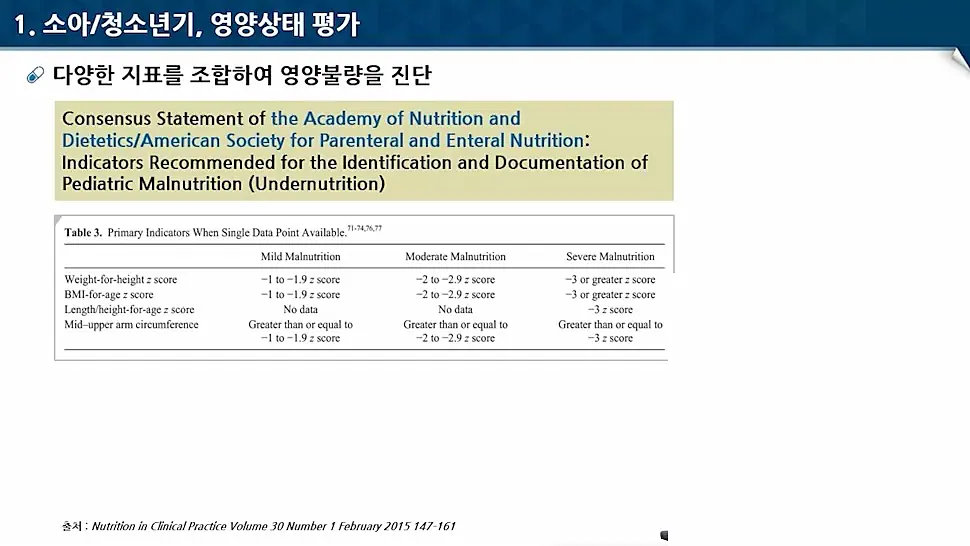 1. 소아/청소년기, 영양상태 평가
다양한 지표를 조합하여 영양불량을 진단
Consensus Statement of the Academy of Nutrition and
Dietetics/American Society for Parenteral and Enteral Nutrition:
Indicators Recommended for the Identification and Documentation of
Pediatric Malnutrition (Undernutrition)
Table 3. Primary Indicators When Single Data Point Available.71-74,76,77
Mild Malnutrition Moderate Malnutrition Severe Malnutrition
Weight-for-height z score −1 to −1.9 z score −2 to −2.9 z score −3 or greater z score
BMI-for-age z score −1 to −1.9 z score −2 to −2.9 z score −3 or greater z score
Length/height-for-age z score No data No data −3 z score
Mid–upper arm circumference Greater than or equal to Greater than or equal to Greater than or equal to
−1 to −1.9 z score −2 to −2.9 z score −3 z score
출처 : Nutrition in Clinical Practice Volume 30 Number 1 February 2015 147-161